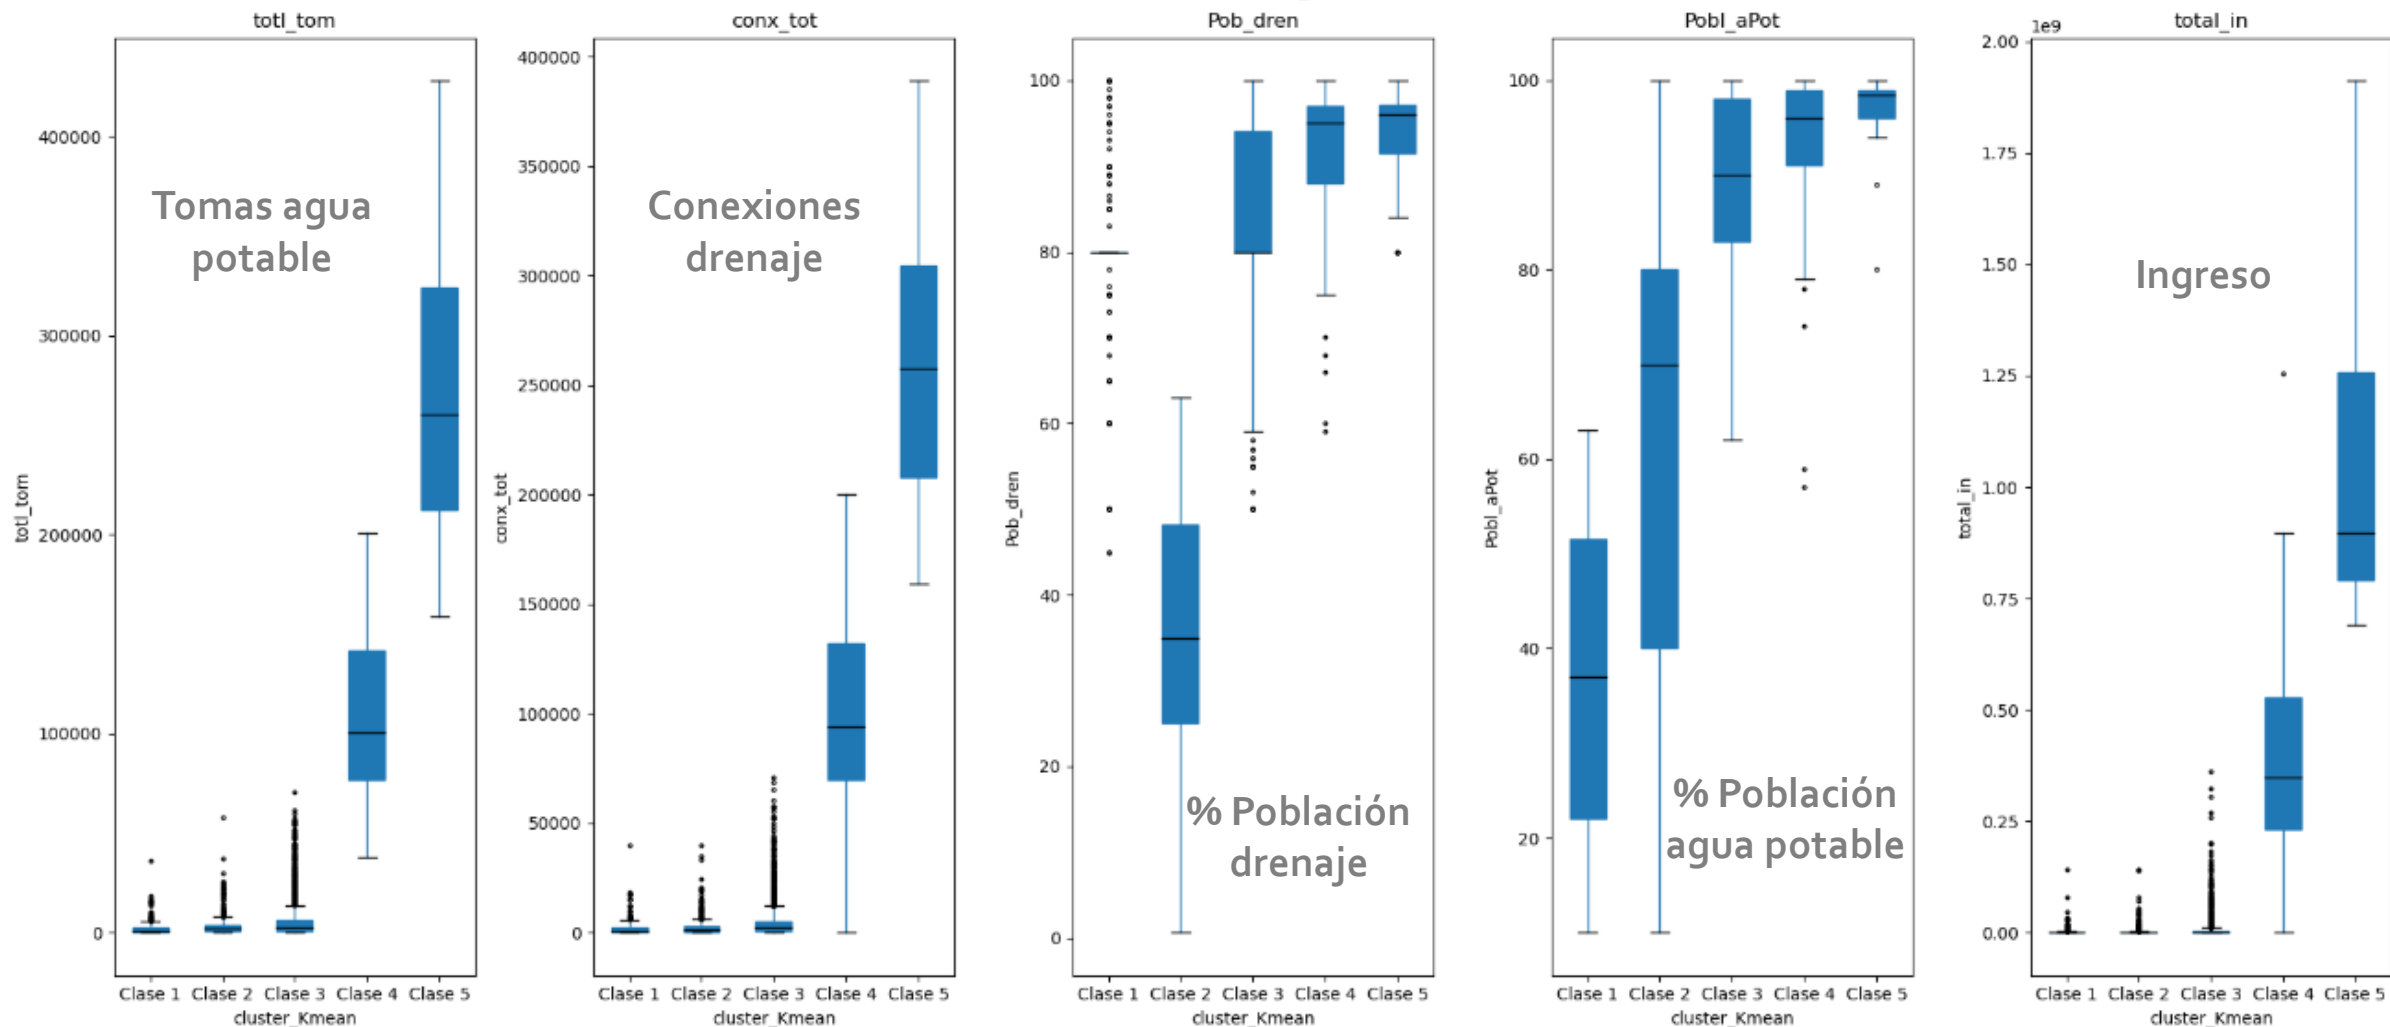 totl_tom
400000
300000
200000
100000
0
totl_tom
Tomas agua
potable
Clase 1 Clase 2 Clase 3 Clase 4 Clase 5
cluster_Kmean
conx_tot
400000
350000
300000
250000
200000
150000
100000
50000
0
conx_tot
Conexiones
drenaje
Clase 1 Clase 2 Clase 3 Clase 4 Clase 5
cluster_Kmean
Pob_dren
100
80
60
40
20
0
Pob_dren
% Población
drenaje
Clase 1 Clase 2 Clase 3 Clase 4 Clase 5
cluster_Kmean
Pobl_aPot
100
80
60
40
20
Pobl_aPot
% Población
agua potable
Clase 1 Clase 2 Clase 3 Clase 4 Clase 5
cluster_Kmean
total_in
1e9
2.00
1.75
1.50
1.25
1.00
0.75
0.50
0.25
0.00
total_in
Ingreso
Clase 1 Clase 2 Clase 3 Clase 4 Clase 5
cluster_Kmean